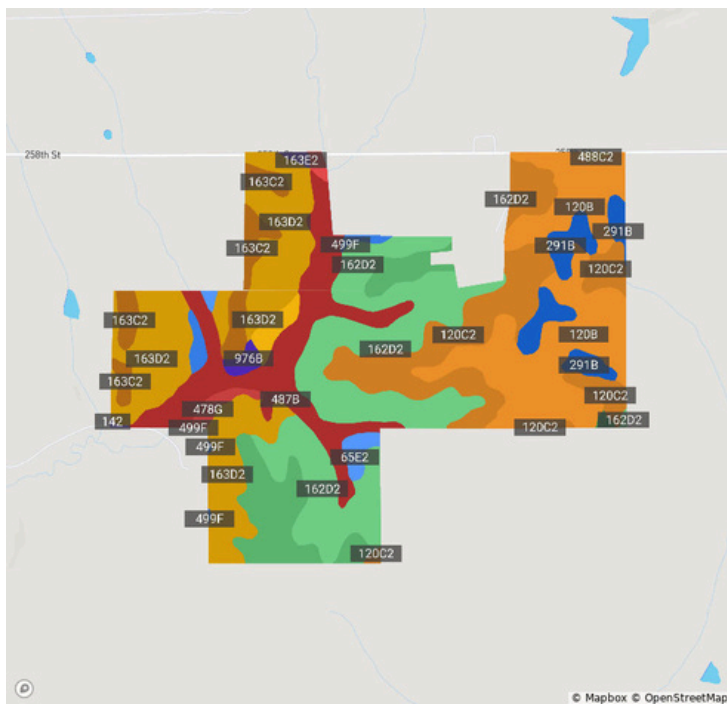 258th St
163E2
488C2
163C2
162D2
120B
163D2
291B
499F
291B
163C2
162D2
120C2
163C2
163D2
120C2
120B
162D2
163D2
976B
291B
163C2
120C2
487B
478G
142
162D2
499F
120C2
499F
65E2
163D2
162D2
499F
120C2
© Mapbox © OpenStreetMap